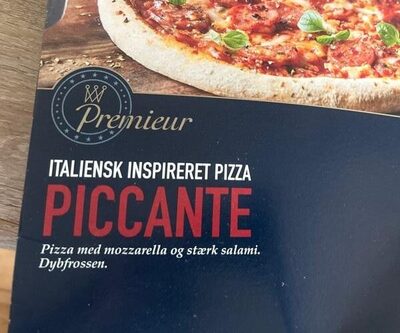 Premieur
ITALIENSK INSPIRERET PIZZA
PICCANTE
Pizza med mozzarella og stærk salami.
Dybfrossen.